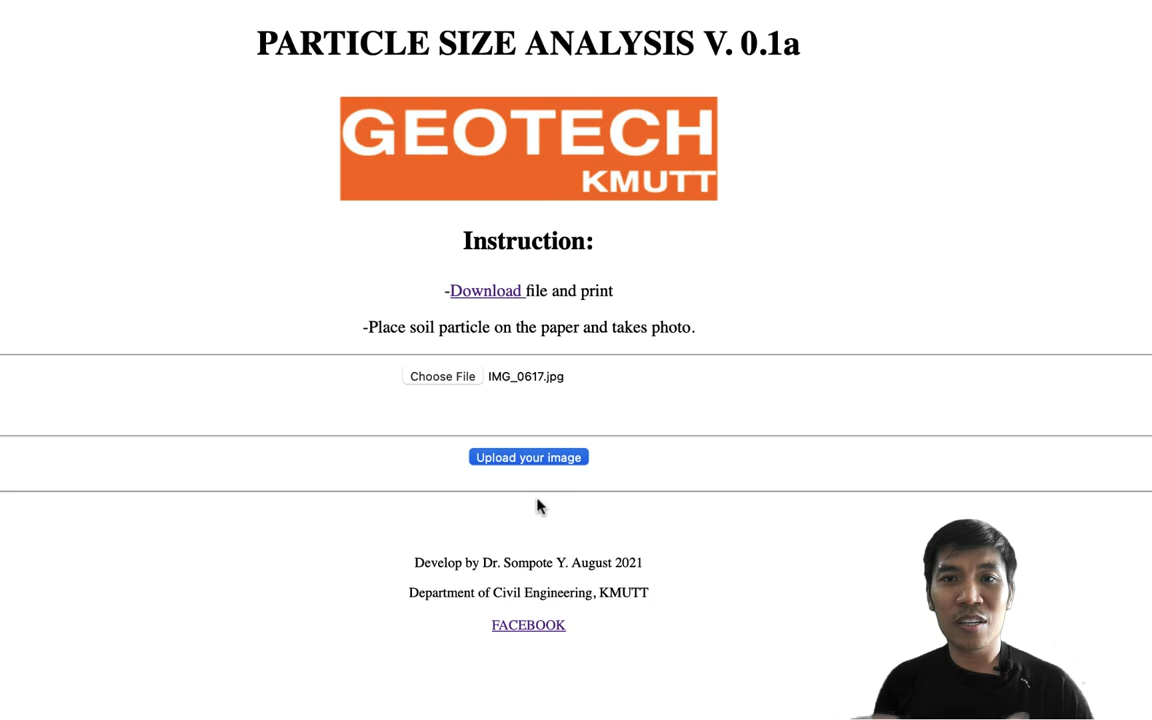 PARTICLE SIZE ANALYSIS V. 0.1a
GEOTECH
KMUTT
Instruction:
-Download file and print
-Place soil particle on the paper and takes photo.
Choose File IMG_0617.jpg
Upload your image
Develop by Dr. Sompote Y. August 2021
Department of Civil Engineering, KMUTT
FACEBOOK